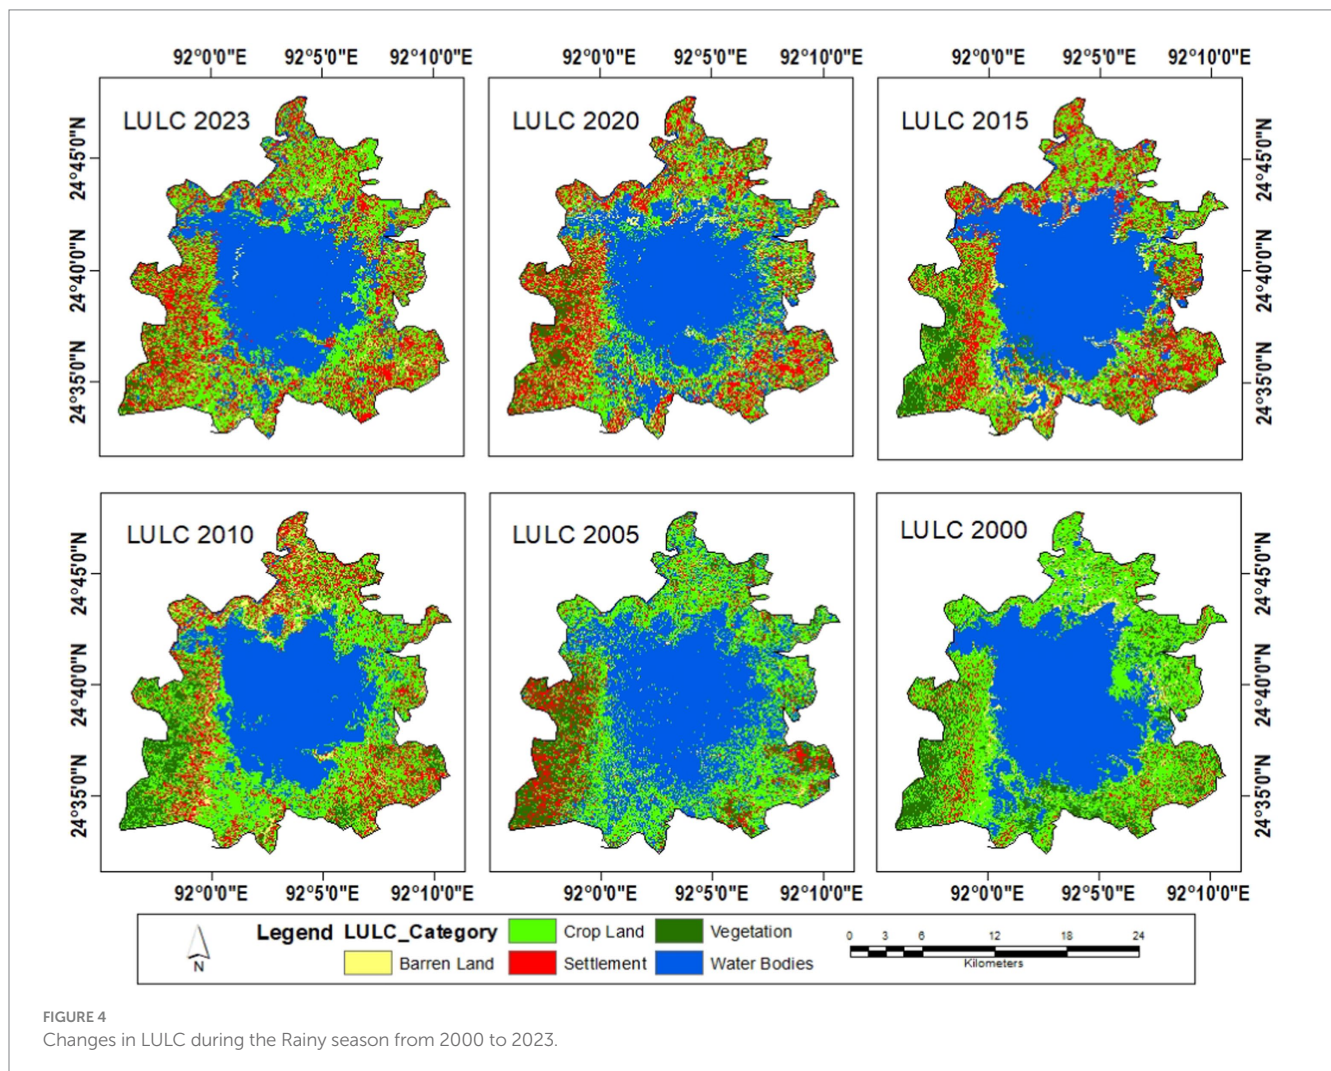 92°0'0"E 92°5'0"E 92°10'0"E 92°0'0"E 92°5'0"E 92°10'0"E 92°0'0"E 92°5'0"E 92°10'0"E
LULC 2023 LULC 2020 LULC 2015
24°45'0"N 24°45'0"N
24°40'0"N 24°40'0"N
24°35'0"N 24°35'0"N
LULC 2010 LULC 2005 LULC 2000
24°45'0"N 24°45'0"N
24°40'0"N 24°40'0"N
24°35'0"N 24°35'0"N
92°0'0"E 92°5'0"E 92°10'0"E 92°0'0"E 92°5'0"E 92°10'0"E 92°0'0"E 92°5'0"E 92°10'0"E
N
Legend LULC_Category
Crop Land Vegetation
Barren Land Settlement Water Bodies
0 3 6 12 18 24
Kilometers
FIGURE 4
Changes in LULC during the Rainy season from 2000 to 2023.